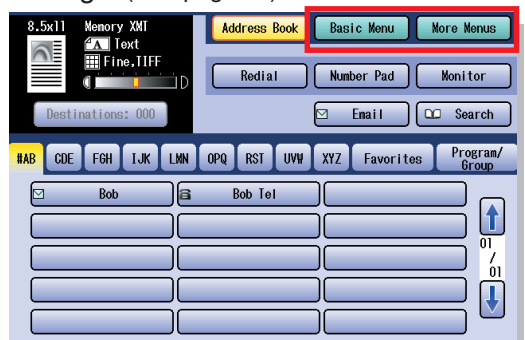 8.5x11 Memory XMT
A Text
Fine,TIFF
D
Destinations: 000
Address Book Basic Menu More Menus
Redial Number Pad Monitor
Email Search
#AB CDE FGH IJK LMN OPQ RST UVW XYZ Favorites Program/
Group
Bob Bob Tel
01
/
01